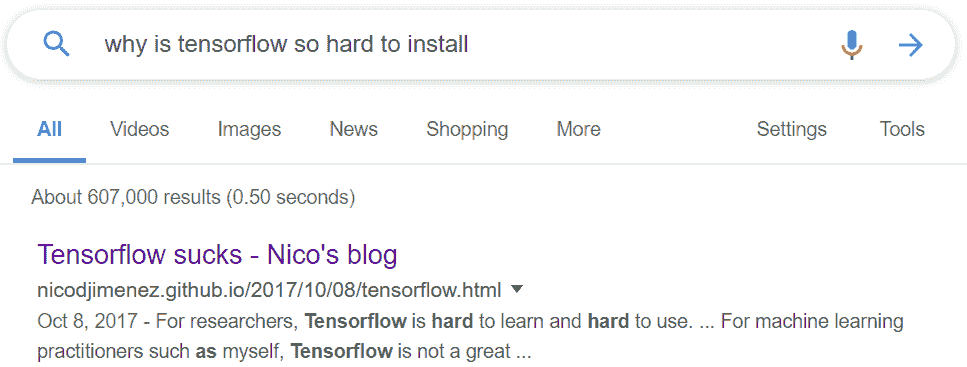 why is tensorflow so hard to install
All Videos Images News Shopping More Settings Tools
About 607,000 results (0.50 seconds)
Tensorflow sucks - Nico's blog
nicodjimenez.github.io/2017/10/08/tensorflow.html
Oct 8, 2017 - For researchers, Tensorflow is hard to learn and hard to use. ... For machine learning
practitioners such as myself, Tensorflow is not a great ...